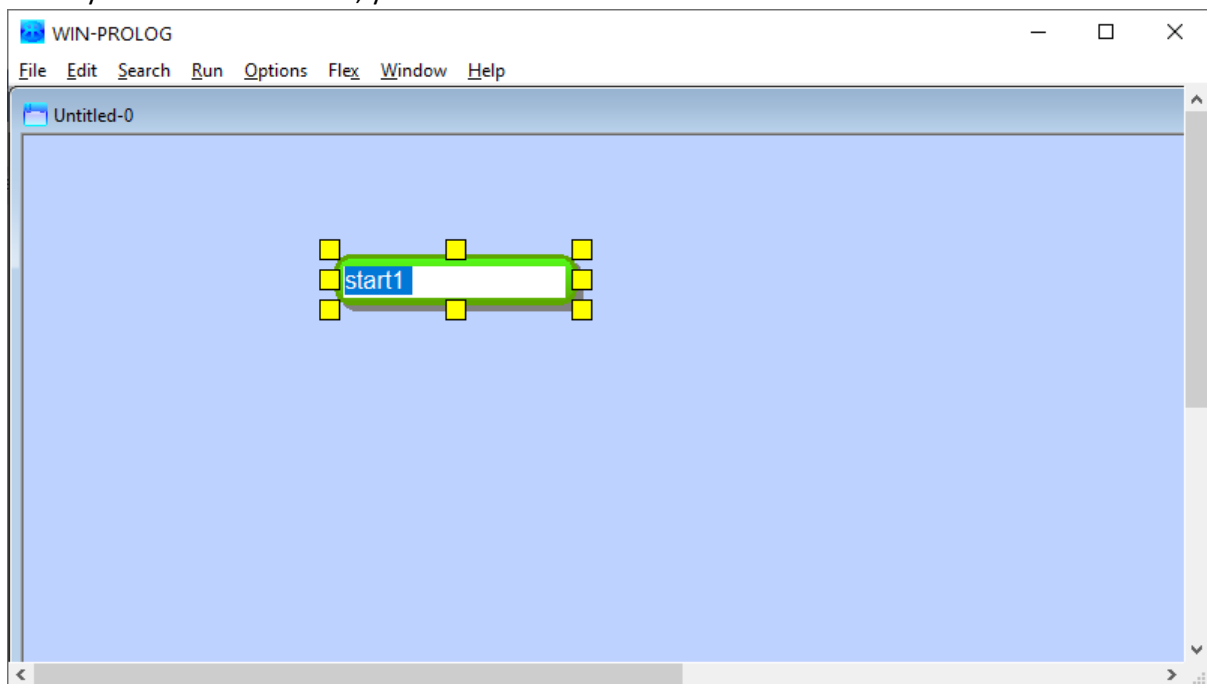 WIN-PROLOG
File Edit Search Run Options Flex Window Help
Untitled-0
start1